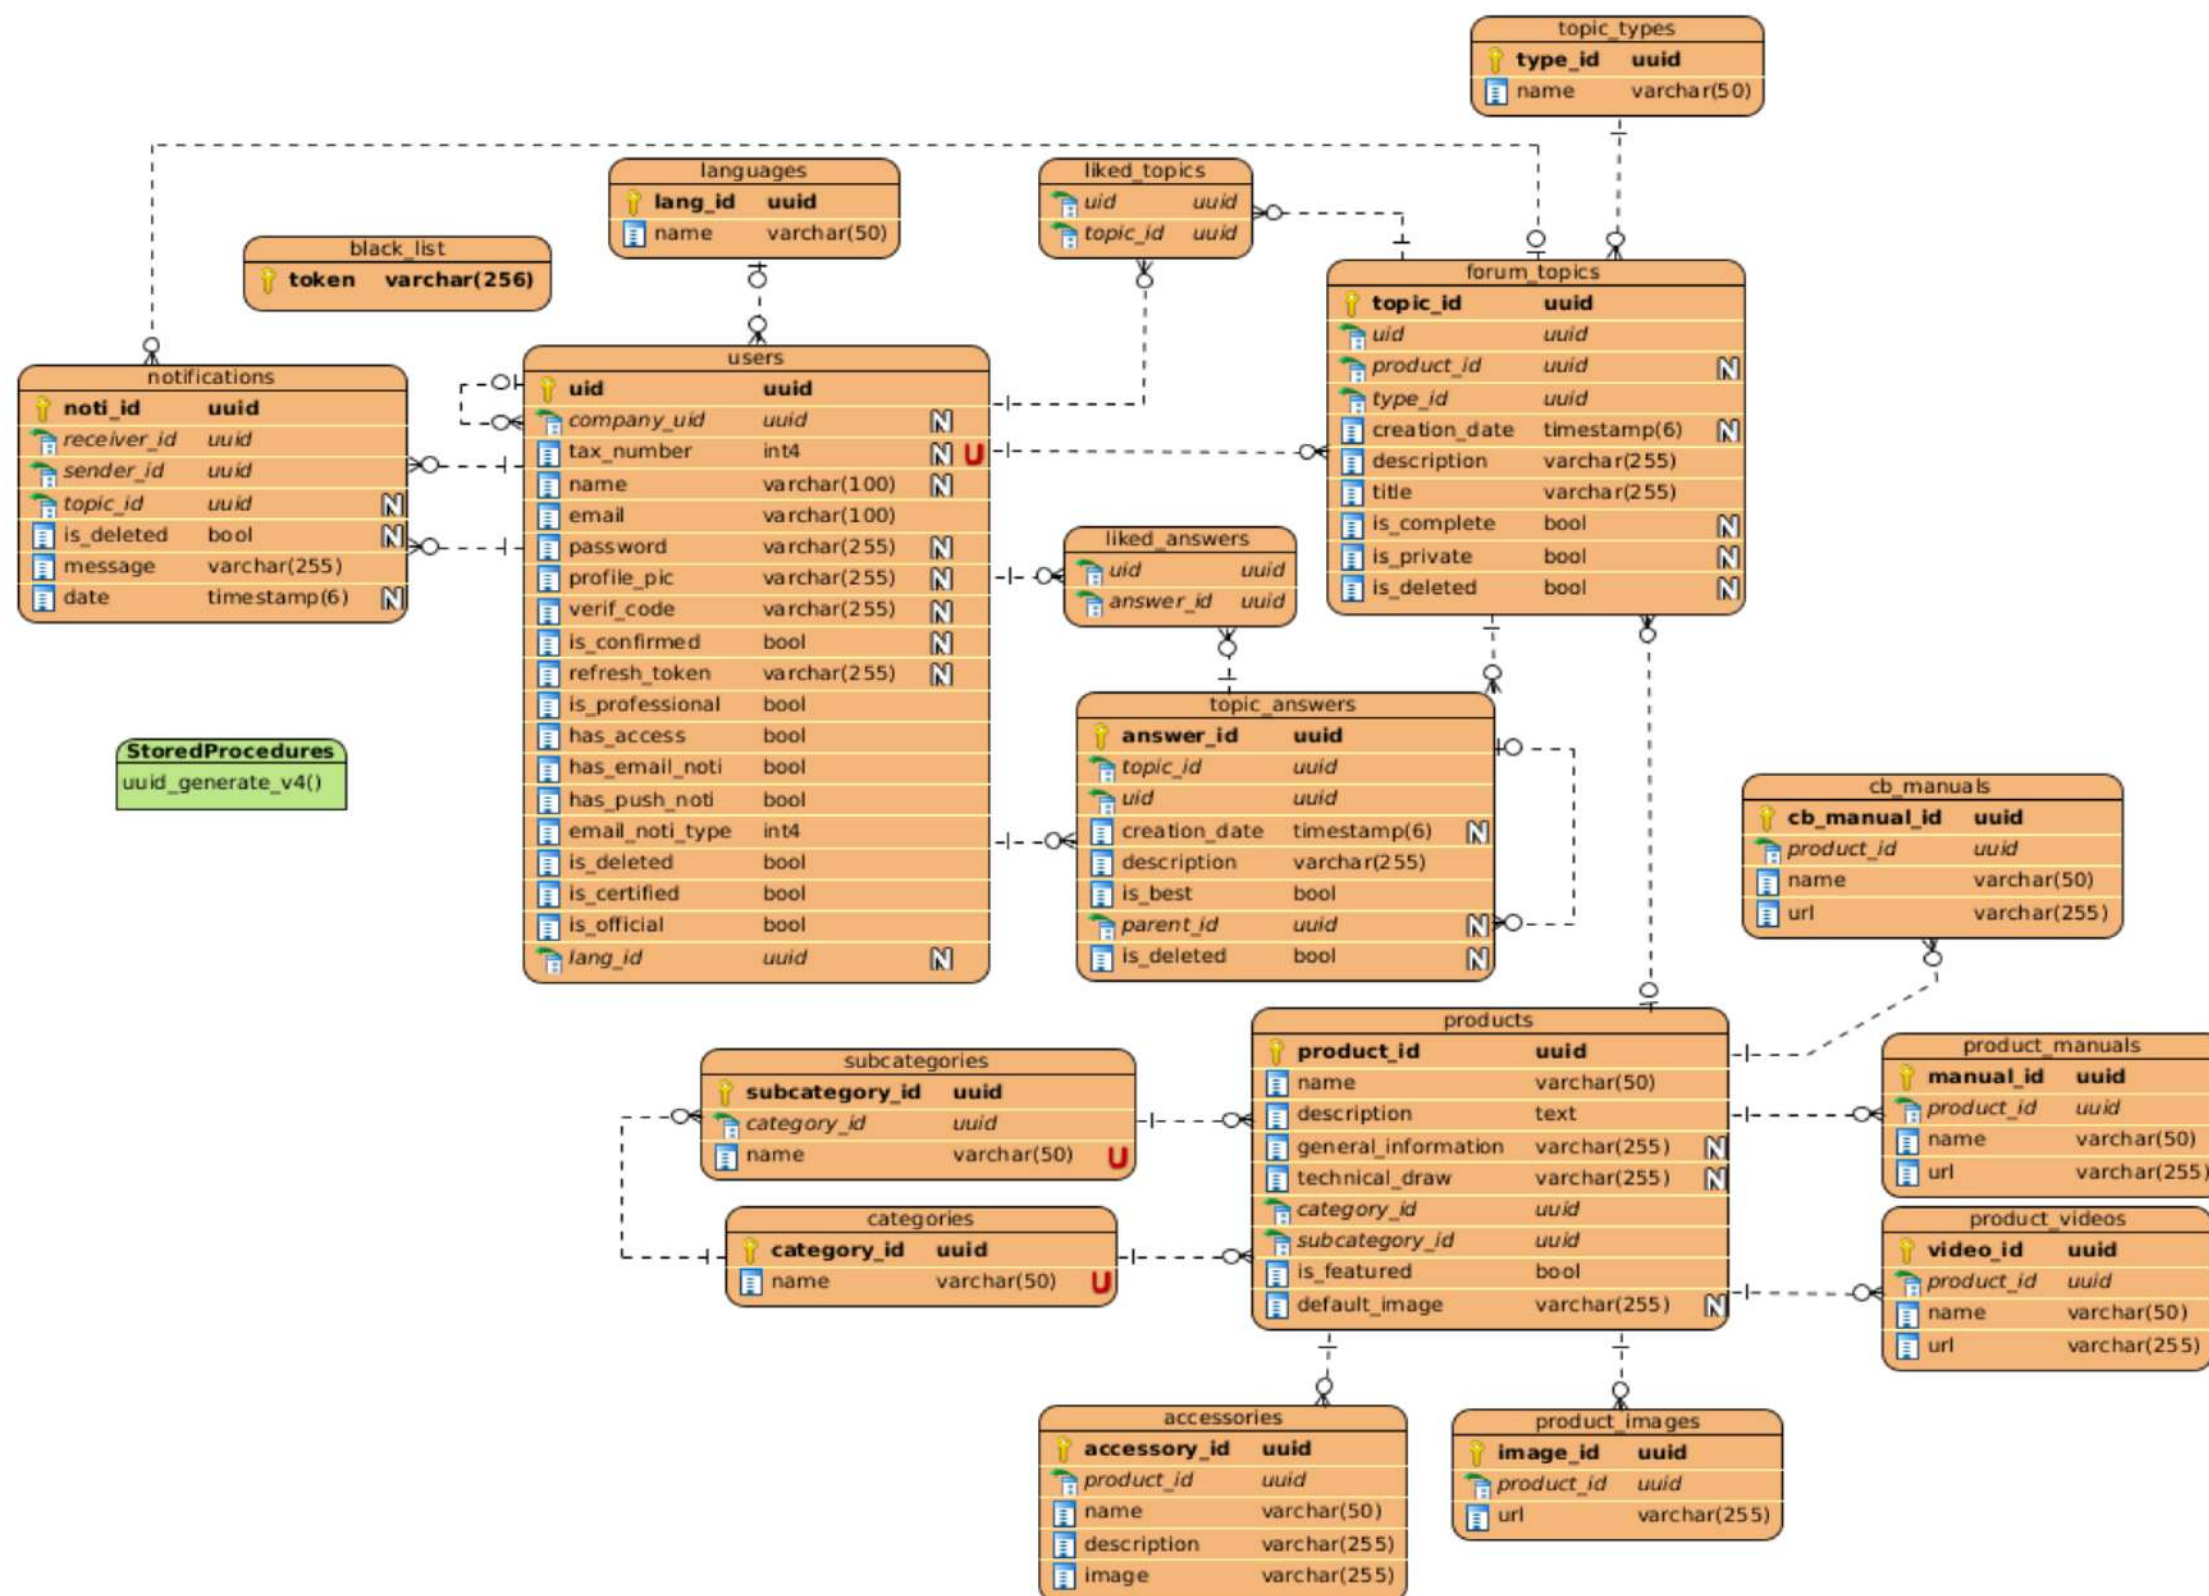 topic_types
type_id uuid
name varchar(50)
languages
lang_id uuid
name varchar(50)
liked_topics
uid uuid
topic_id uuid
black_list
token varchar(256)
forum_topics
topic_id uuid
uid uuid
product_id uuid N
type_id uuid
creation_date timestamp(6) N
description varchar(255)
title varchar(255)
is_complete bool N
is_private bool N
is_deleted bool N
notifications
noti_id uuid
receiver_id uuid
sender_id uuid
topic_id uuid N
is_deleted bool N
message varchar(255)
date timestamp(6) N
users
uid uuid
company_uid uuid N
tax_number int4 N U
name varchar(100) N
email varchar(100)
password varchar(255) N
profile_pic varchar(255) N
verif_code varchar(255) N
is_confirmed bool N
refresh_token varchar(255) N
is_professional bool
has_access bool
has_email_noti bool
has_push_noti bool
email_noti_type int4
is_deleted bool
is_certified bool
is_official bool
lang_id uuid N
liked_answers
uid uuid
answer_id uuid
topic_answers
answer_id uuid
topic_id uuid
uid uuid
creation_date timestamp(6) N
description varchar(255)
is_best bool
parent_id uuid N
is_deleted bool N
StoredProcedures
uuid_generate_v4()
cb_manuals
cb_manual_id uuid
product_id uuid
name varchar(50)
url varchar(255)
products
product_id uuid
name varchar(50)
description text
general_information varchar(255) N
technical_draw varchar(255) N
category_id uuid
subcategory_id uuid
is_featured bool
default_image varchar(255) N
subcategories
subcategory_id uuid
category_id uuid
name varchar(50) U
categories
category_id uuid
name varchar(50) U
product_manuals
manual_id uuid
product_id uuid
name varchar(50)
url varchar(255)
product_videos
video_id uuid
product_id uuid
name varchar(50)
url varchar(255)
accessories
accessory_id uuid
product_id uuid
name varchar(50)
description varchar(255)
image varchar(255)
product_images
image_id uuid
product_id uuid
url varchar(255)